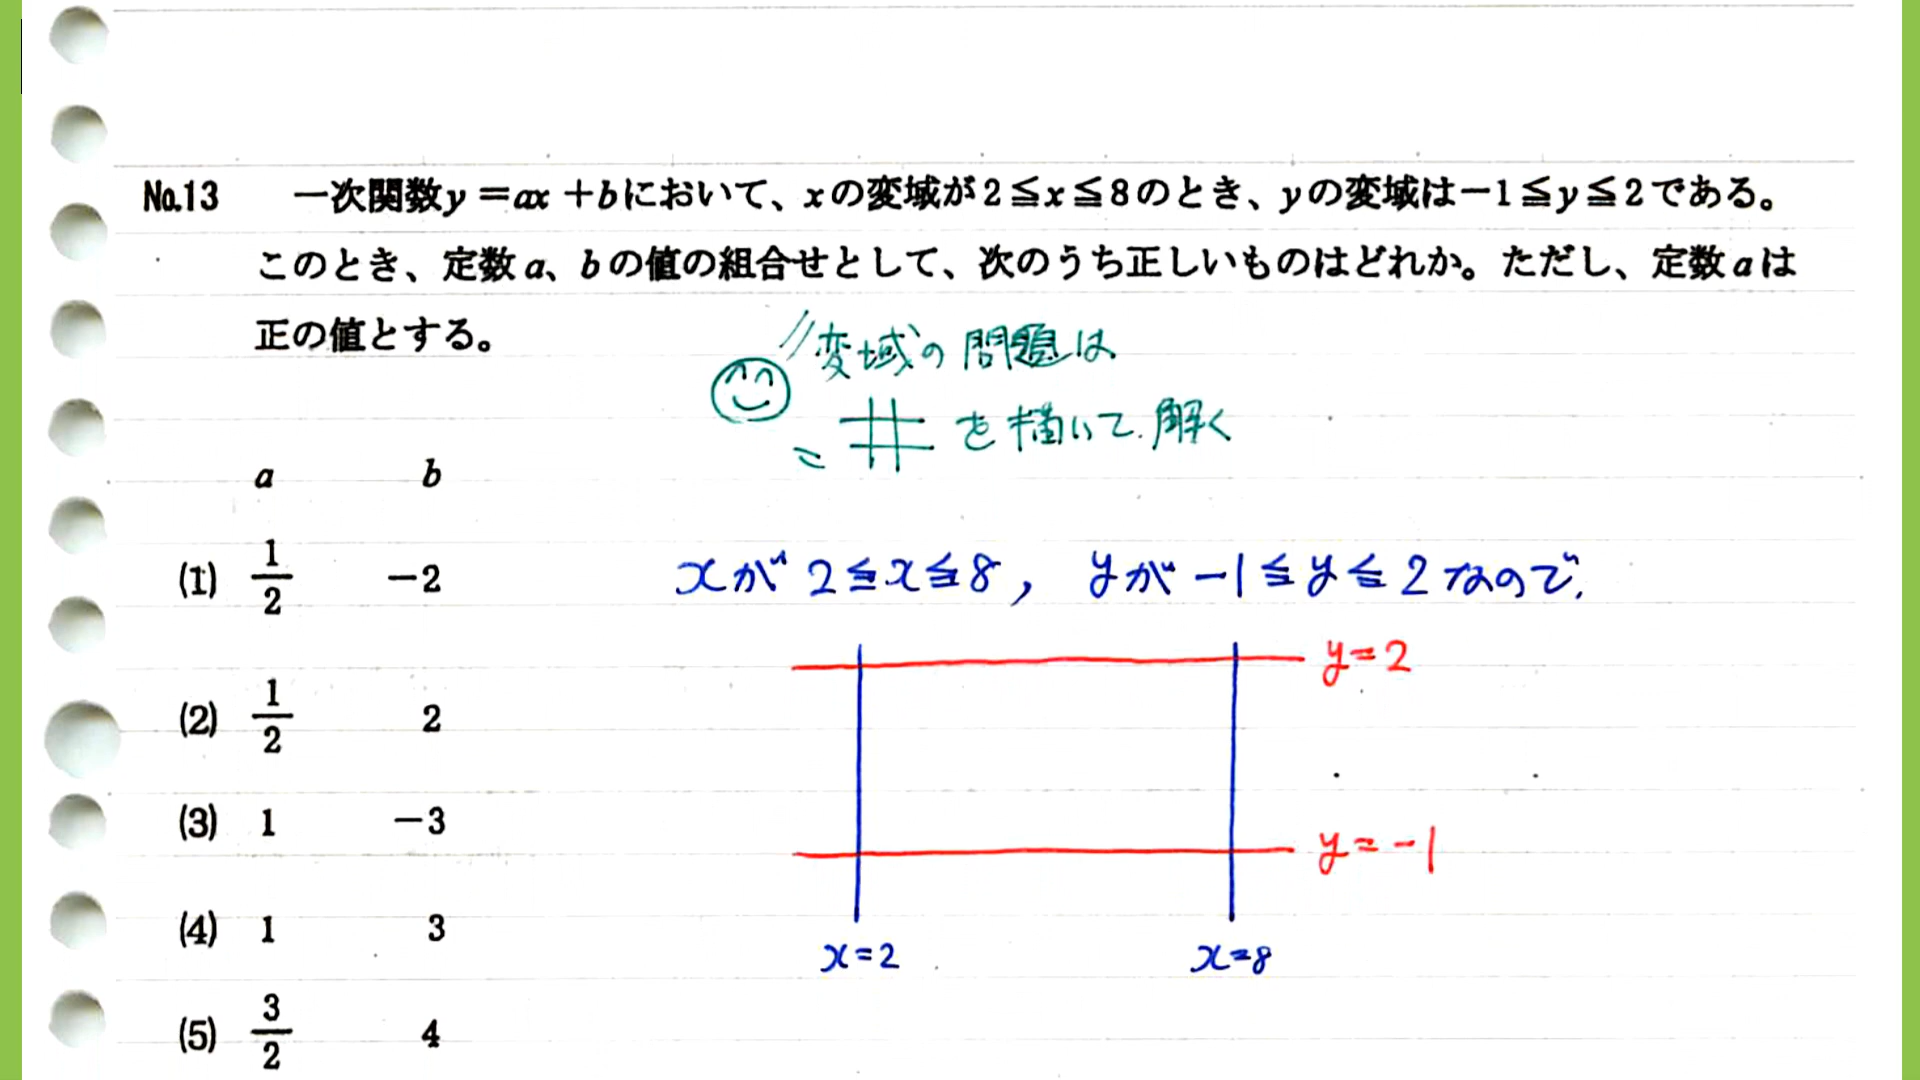 No.13 一次関数y=ax+bにおいて、xの変域が2≦x≦8のとき、yの変域は−1≦y≦2である。
このとき、定数a、bの値の組合せとして、次のうち正しいものはどれか。ただし、定数aは
正の値とする。
変域の問題は
井を描いて解く
a b
(1) 1/2 −2
(2) 1/2 2
(3) 1 −3
(4) 1 3
(5) 3/2 4
xが2≦x≦8, yが−1≦y≦2なので、
y=2
y=-1
x=2 x=8